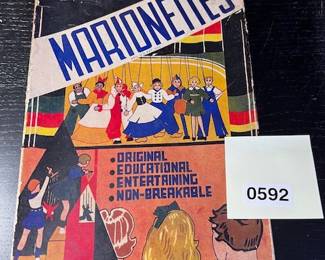 MARIONETTES
• ORIGINAL
• EDUCATIONAL
• ENTERTAINING
• NON-BREAKABLE
0592